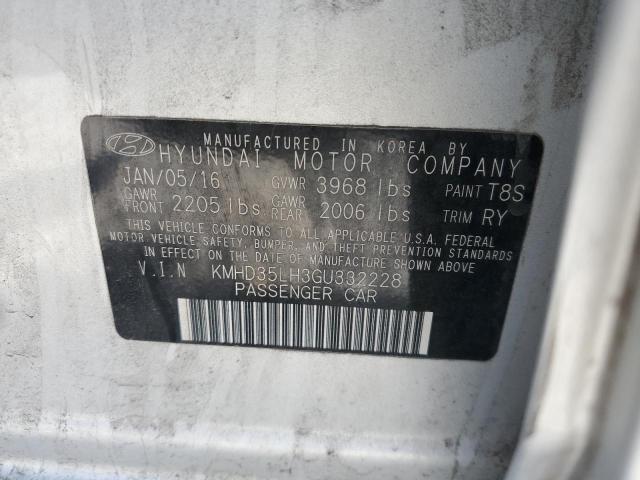 MANUFACTURED IN KOREA BY
HYUNDAI MOTOR COMPANY
JAN/05/16 GVWR 3968 lbs PAINT T8S
GAWR FRONT 2205 lbs GAWR REAR 2006 lbs TRIM RY
THIS VEHICLE CONFORMS TO ALL APPLICABLE U.S.A. FEDERAL
MOTOR VEHICLE SAFETY, BUMPER, AND THEFT PREVENTION STANDARDS
IN EFFECT ON THE DATE OF MANUFACTURE SHOWN ABOVE.
V.I.N KMHD35LH3GU332228
PASSENGER CAR